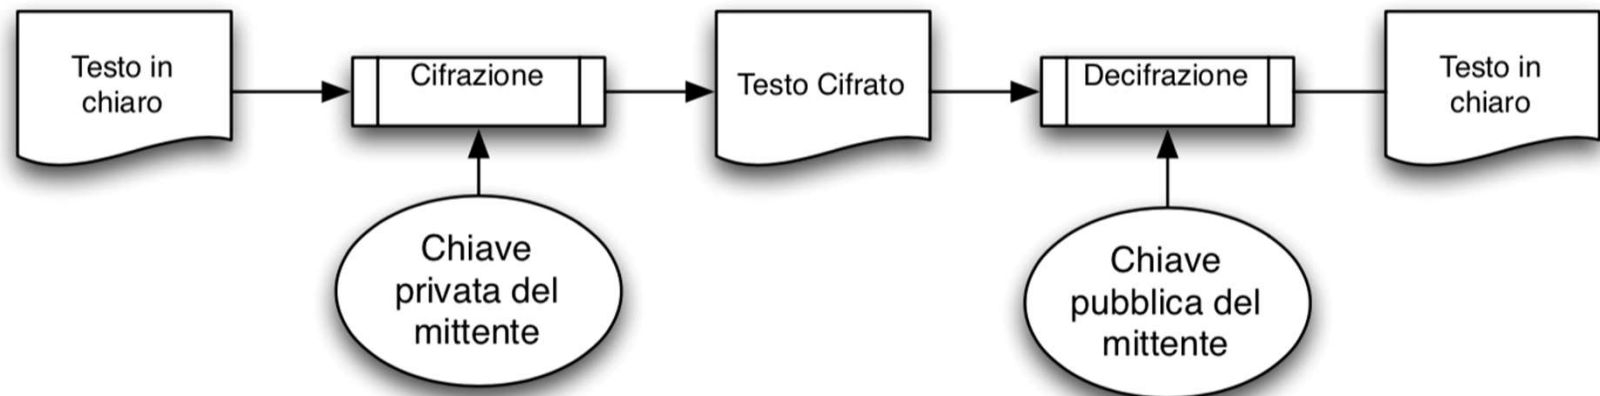 Testo in
chiaro
Cifrazione
Testo Cifrato
Decifrazione
Testo in
chiaro
Chiave
privata del
mittente
Chiave
pubblica del
mittente